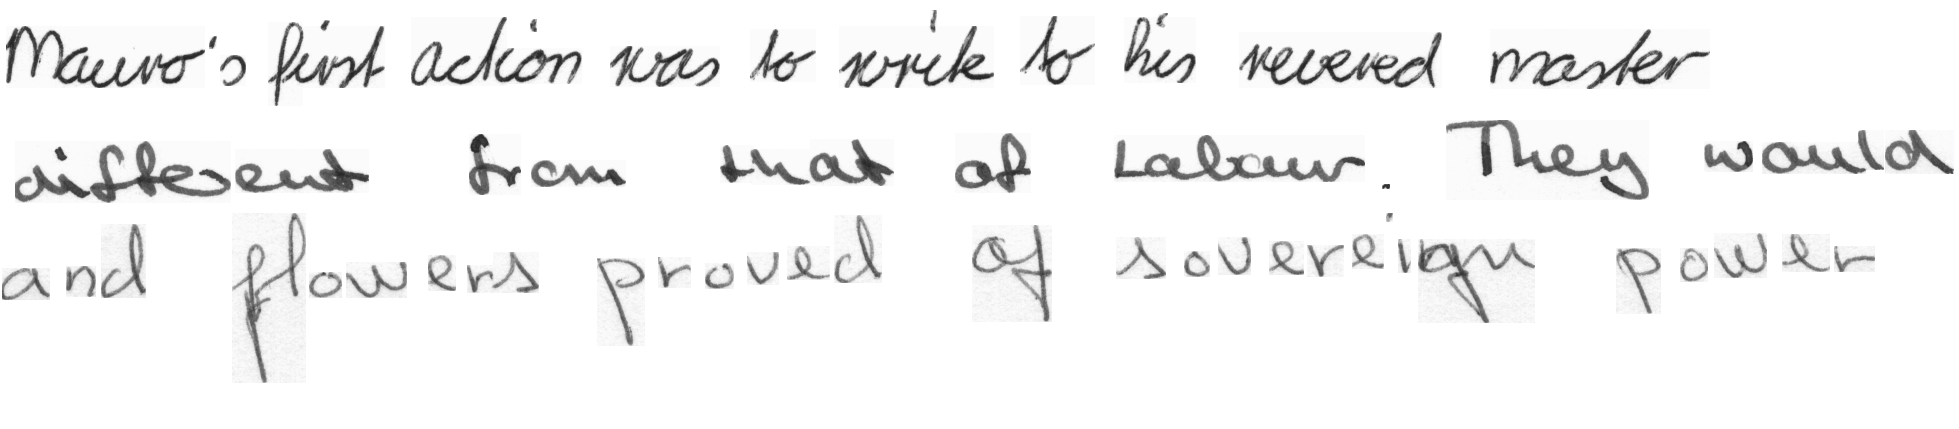 Mauro's first action was to write to his revered master
different from that of Labour. They would
and flowers proved of sovereign power